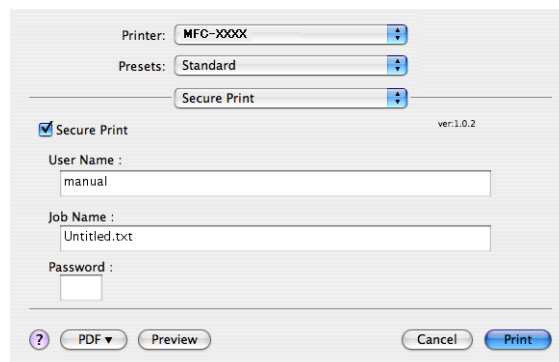 Printer: MFC-XXXX
Presets: Standard
Secure Print
Secure Print ver:1.0.2
User Name :
manual
Job Name :
Untitled.txt
Password :
? PDF ▼ Preview Cancel Print